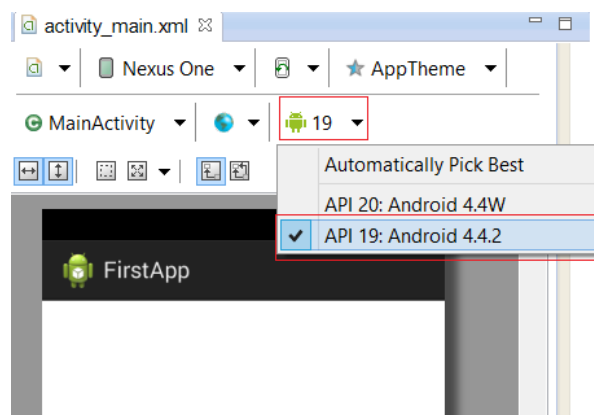 activity_main.xml
Nexus One
AppTheme
MainActivity
19
Automatically Pick Best
API 20: Android 4.4W
API 19: Android 4.4.2
FirstApp